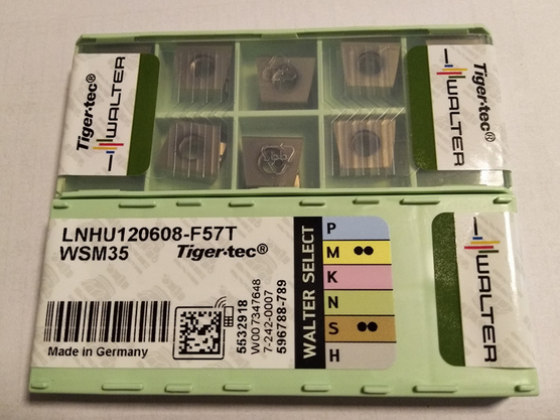 Tiger·tec®
WALTER
Tiger·tec®
WALTER
LNHU120608-F57T
WSM35 Tiger·tec®
Made in Germany
5532918
W007347648
7-242-0007
596788-789
WALTER SELECT
P
M
K
N
S
H
WALTER